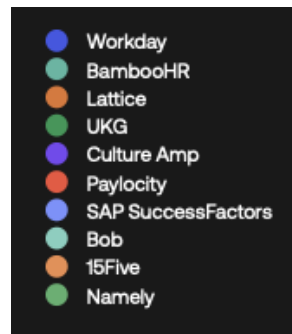 Workday
BambooHR
Lattice
UKG
Culture Amp
Paylocity
SAP SuccessFactors
Bob
15Five
Namely